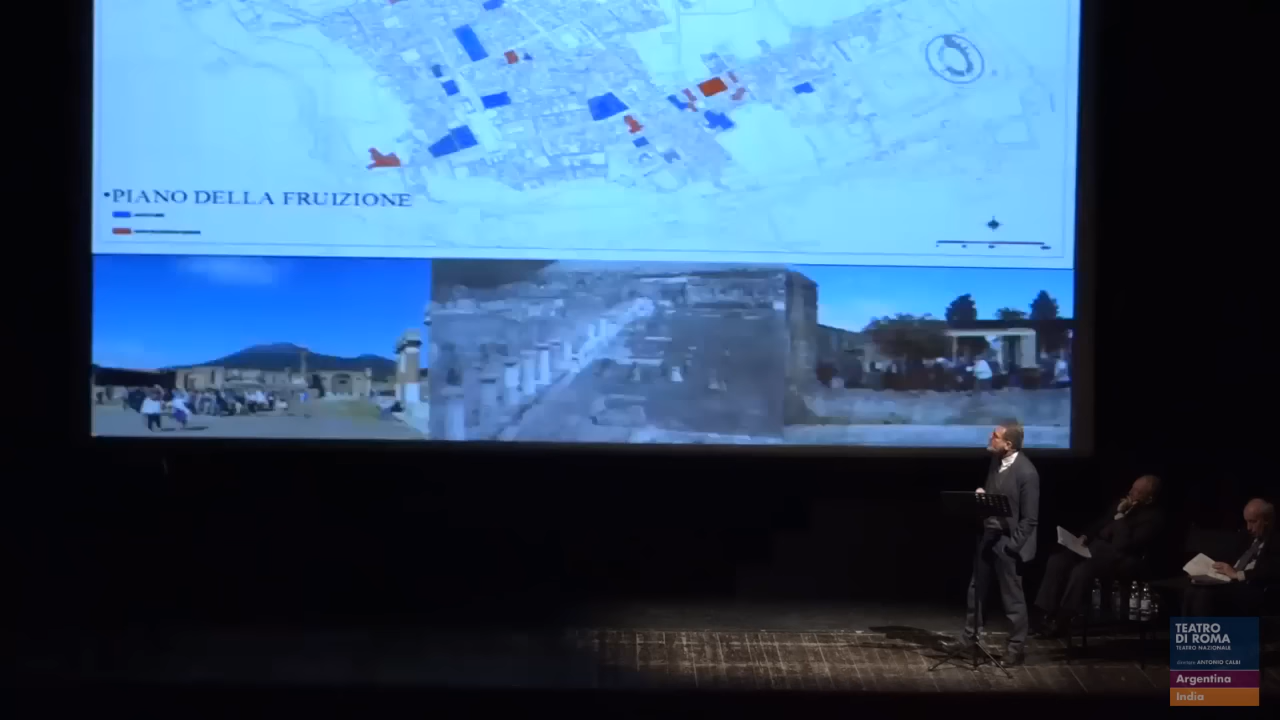 •PIANO DELLA FRUIZIONE
TEATRO
DI ROMA
TEATRO NAZIONALE
ANTONIO CALBI
Argentina
India